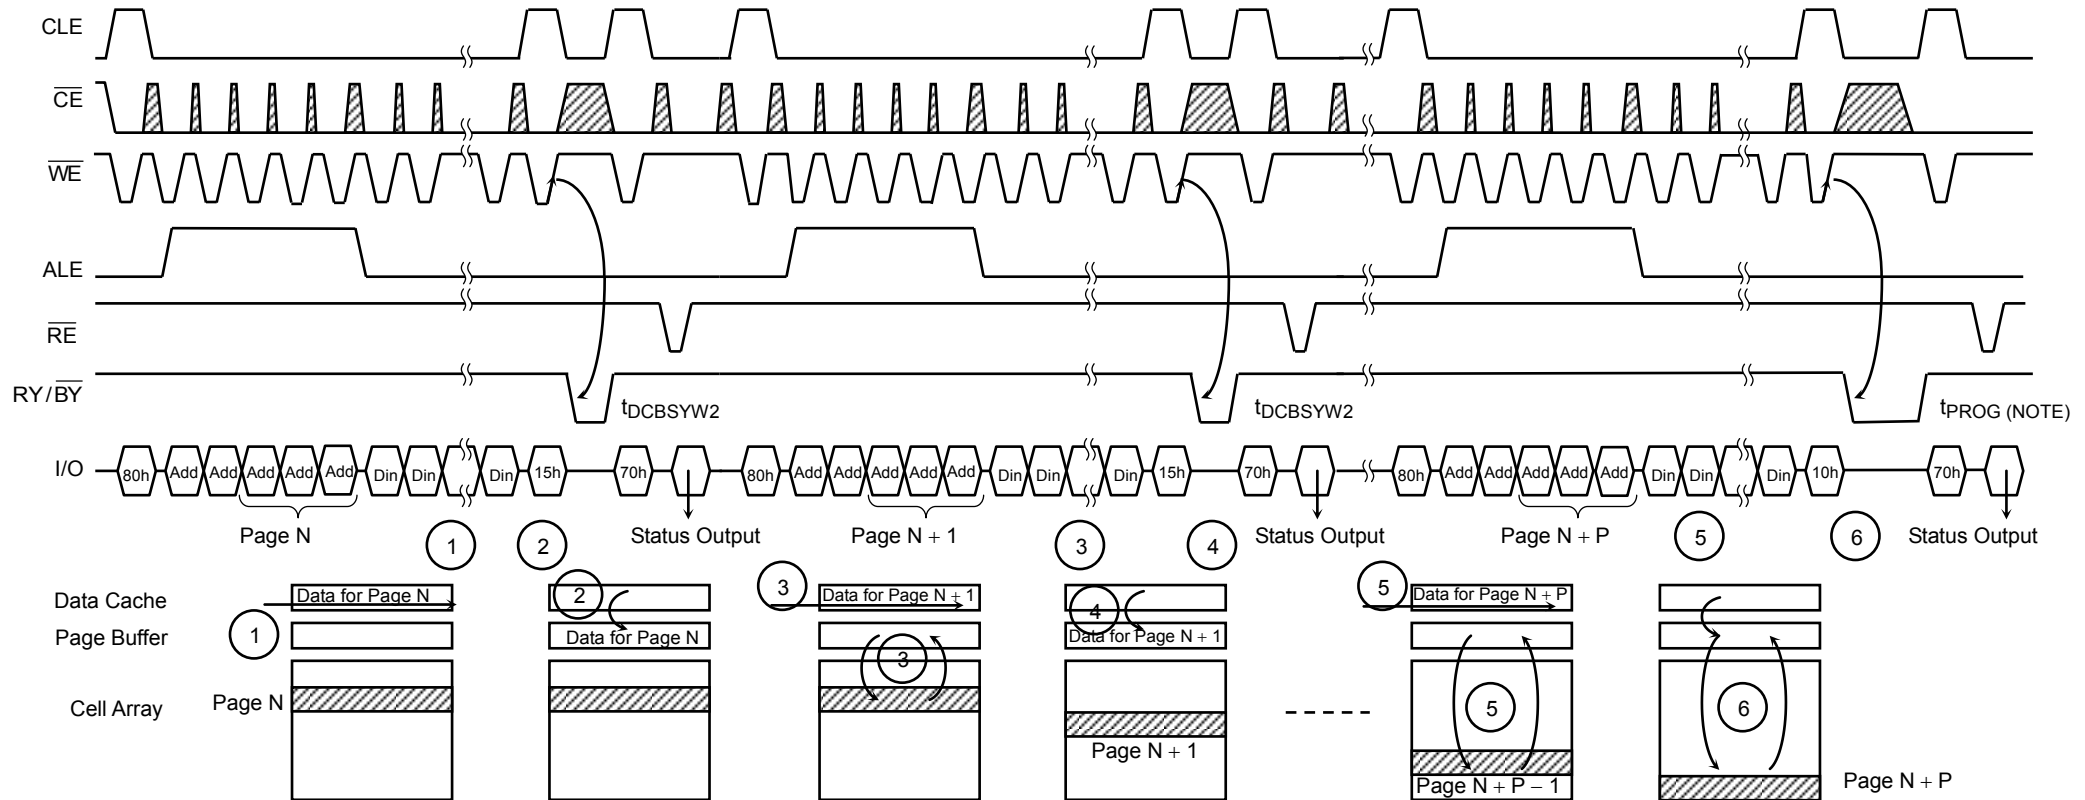 CLE
CE
WE
ALE
RE
RY/BY
tDCBSYW2 tDCBSYW2 tPROG (NOTE)
I/O 80h Add Add Add Add Add Din Din Din 15h 70h 80h Add Add Add Add Add Din Din Din 15h 70h 80h Add Add Add Add Add Din Din Din 10h 70h
Page N 1 2 Status Output Page N + 1 3 4 Status Output Page N + P 5 6 Status Output
Data Cache Data for Page N 2 3 Data for Page N + 1 4 5 Data for Page N + P
Page Buffer 1 Data for Page N 3 Data for Page N + 1
Cell Array Page N 5 6
Page N + 1
Page N + P − 1 Page N + P